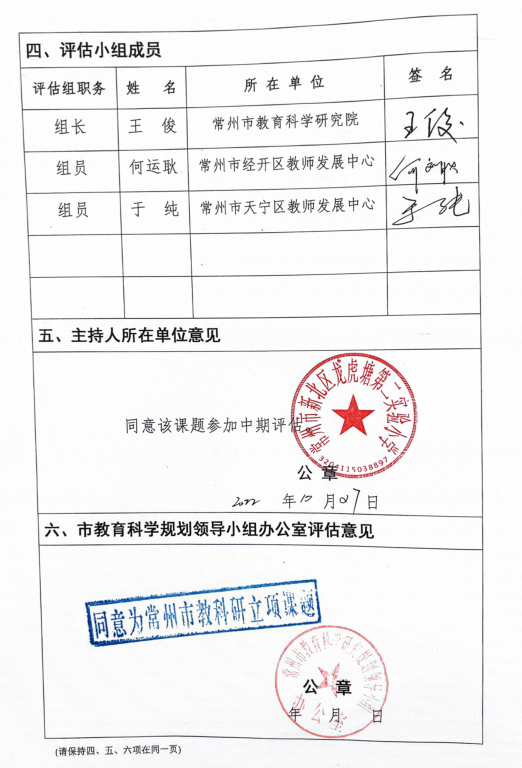 四、评估小组成员
评估组职务 姓 名 所在单位 签 名
组长 王 俊 常州市教育科学研究院 王俊
组员 何运耿 常州市经开区教师发展中心
组员 于 纯 常州市天宁区教师发展中心 于纯
五、主持人所在单位意见
同意该课题参加中期评估
常州市新北区龙虎塘第二实验小学
3204115038897
公 章
2022 年 10 月 27 日
六、市教育科学规划领导小组办公室评估意见
同意为常州市教科研立项课题
公 章
年 月 日
(请保持四、五、六项在同一页)